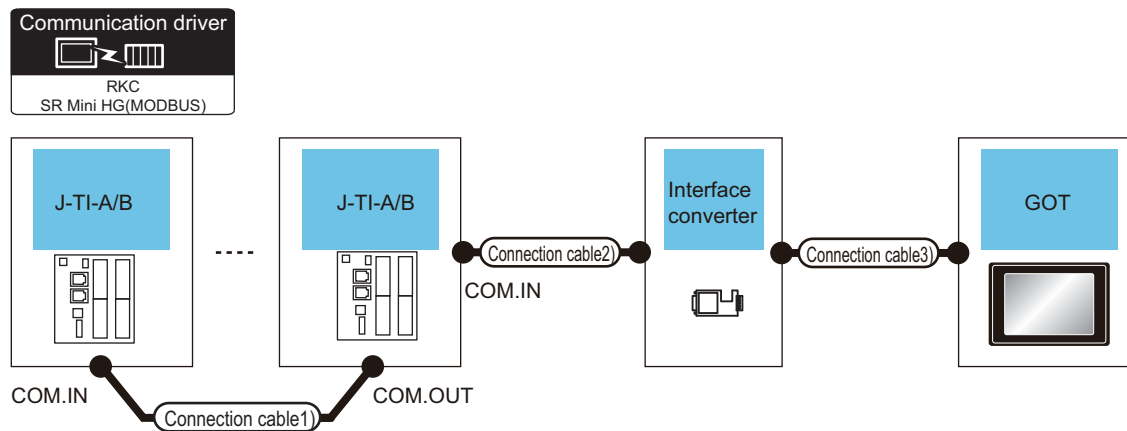 Communication driver
RKC
SR Mini HG(MODBUS)
J-TI-A/B
J-TI-A/B
Interface
converter
GOT
Connection cable2)
Connection cable3)
COM.IN
COM.IN
COM.OUT
Connection cable1)